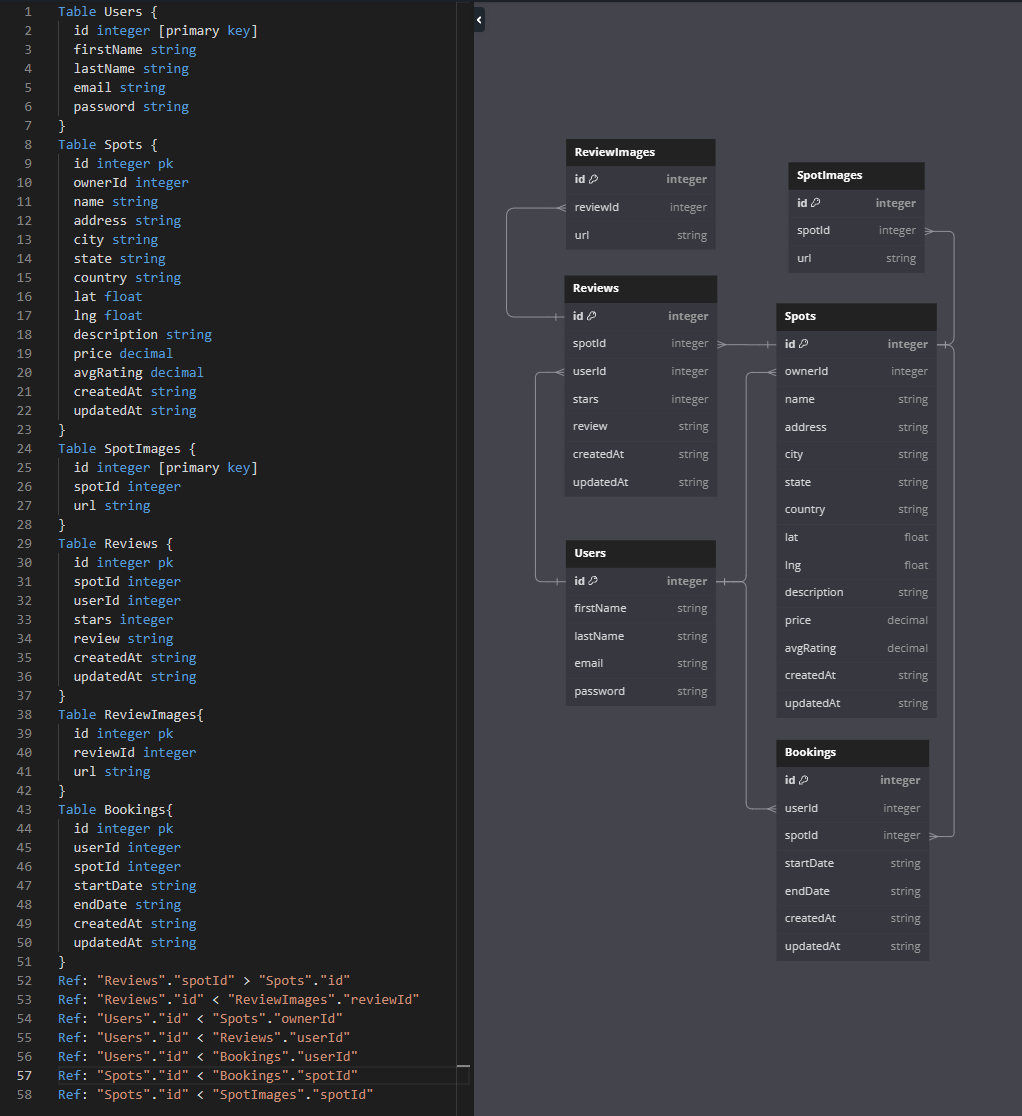 1 Table Users {
2 id integer [primary key]
3 firstName string
4 lastName string
5 email string
6 password string
7 }
8 Table Spots {
9 id integer pk
10 ownerId integer
11 name string
12 address string
13 city string
14 state string
15 country string
16 lat float
17 lng float
18 description string
19 price decimal
20 avgRating decimal
21 createdAt string
22 updatedAt string
23 }
24 Table SpotImages {
25 id integer [primary key]
26 spotId integer
27 url string
28 }
29 Table Reviews {
30 id integer pk
31 spotId integer
32 userId integer
33 stars integer
34 review string
35 createdAt string
36 updatedAt string
37 }
38 Table ReviewImages{
39 id integer pk
40 reviewId integer
41 url string
42 }
43 Table Bookings{
44 id integer pk
45 userId integer
46 spotId integer
47 startDate string
48 endDate string
49 createdAt string
50 updatedAt string
51 }
52 Ref: "Reviews"."spotId" > "Spots"."id"
53 Ref: "Reviews"."id" < "ReviewImages"."reviewId"
54 Ref: "Users"."id" < "Spots"."ownerId"
55 Ref: "Users"."id" < "Reviews"."userId"
56 Ref: "Users"."id" < "Bookings"."userId"
57 Ref: "Spots"."id" < "Bookings"."spotId"
58 Ref: "Spots"."id" < "SpotImages"."spotId"
ReviewImages
id integer
reviewId integer
url string
SpotImages
id integer
spotId integer
url string
Reviews
id integer
spotId integer
userId integer
stars integer
review string
createdAt string
updatedAt string
Spots
id integer
ownerId integer
name string
address string
city string
state string
country string
lat float
lng float
description string
price decimal
avgRating decimal
createdAt string
updatedAt string
Users
id integer
firstName string
lastName string
email string
password string
Bookings
id integer
userId integer
spotId integer
startDate string
endDate string
createdAt string
updatedAt string